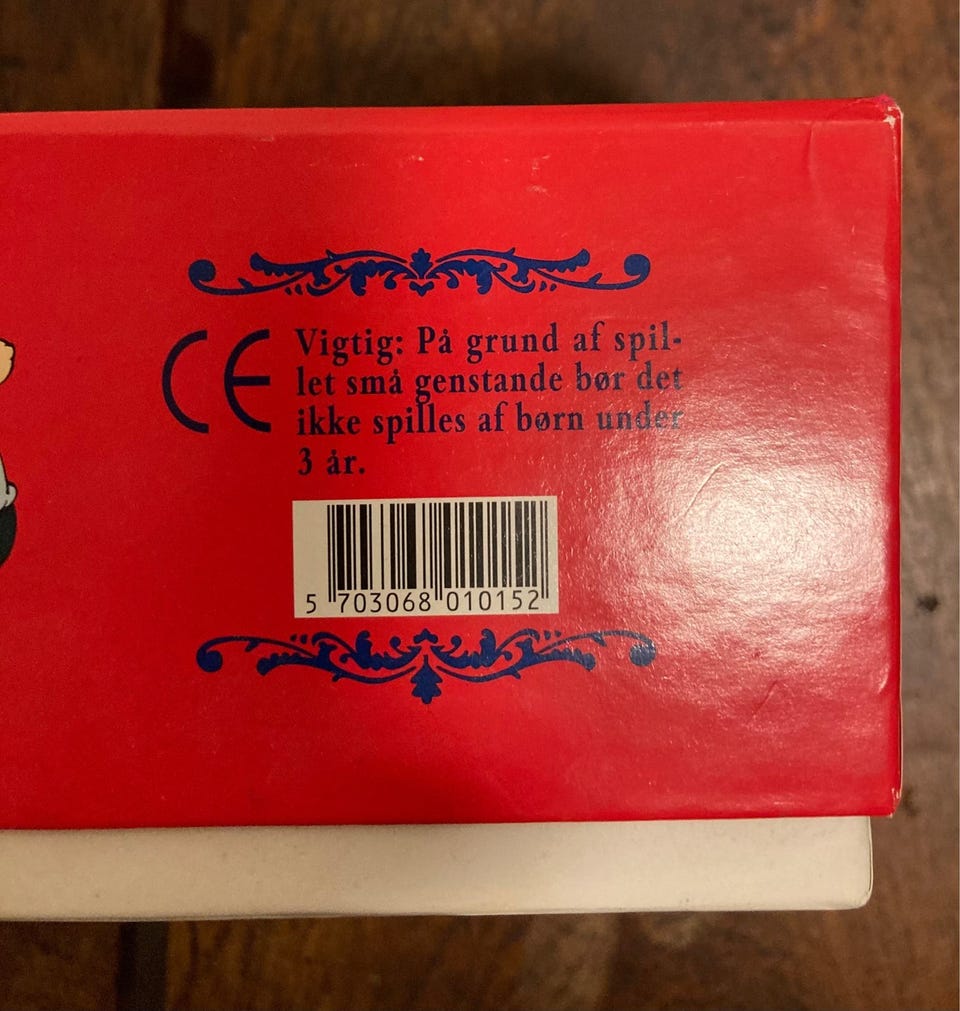 CE
Vigtig: På grund af spil-
let små genstande bør det
ikke spilles af børn under
3 år.
5 703068 010152